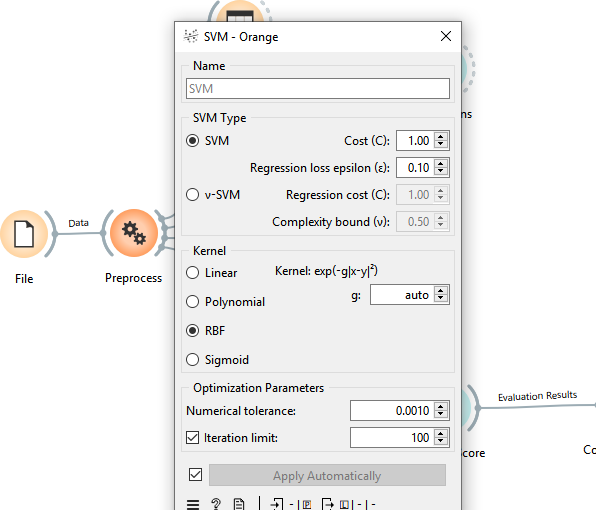 SVM - Orange
Name
SVM
SVM Type
SVM
Cost (C):
1.00
Regression loss epsilon (ε):
0.10
ν-SVM
Regression cost (C):
1.00
Complexity bound (ν):
0.50
Kernel
Linear
Kernel: exp(-g|x-y|²)
g:
auto
Polynomial
RBF
Sigmoid
Optimization Parameters
Numerical tolerance:
0.0010
Iteration limit:
100
Apply Automatically
Data
File
Preprocess
ns
Evaluation Results
core
Co